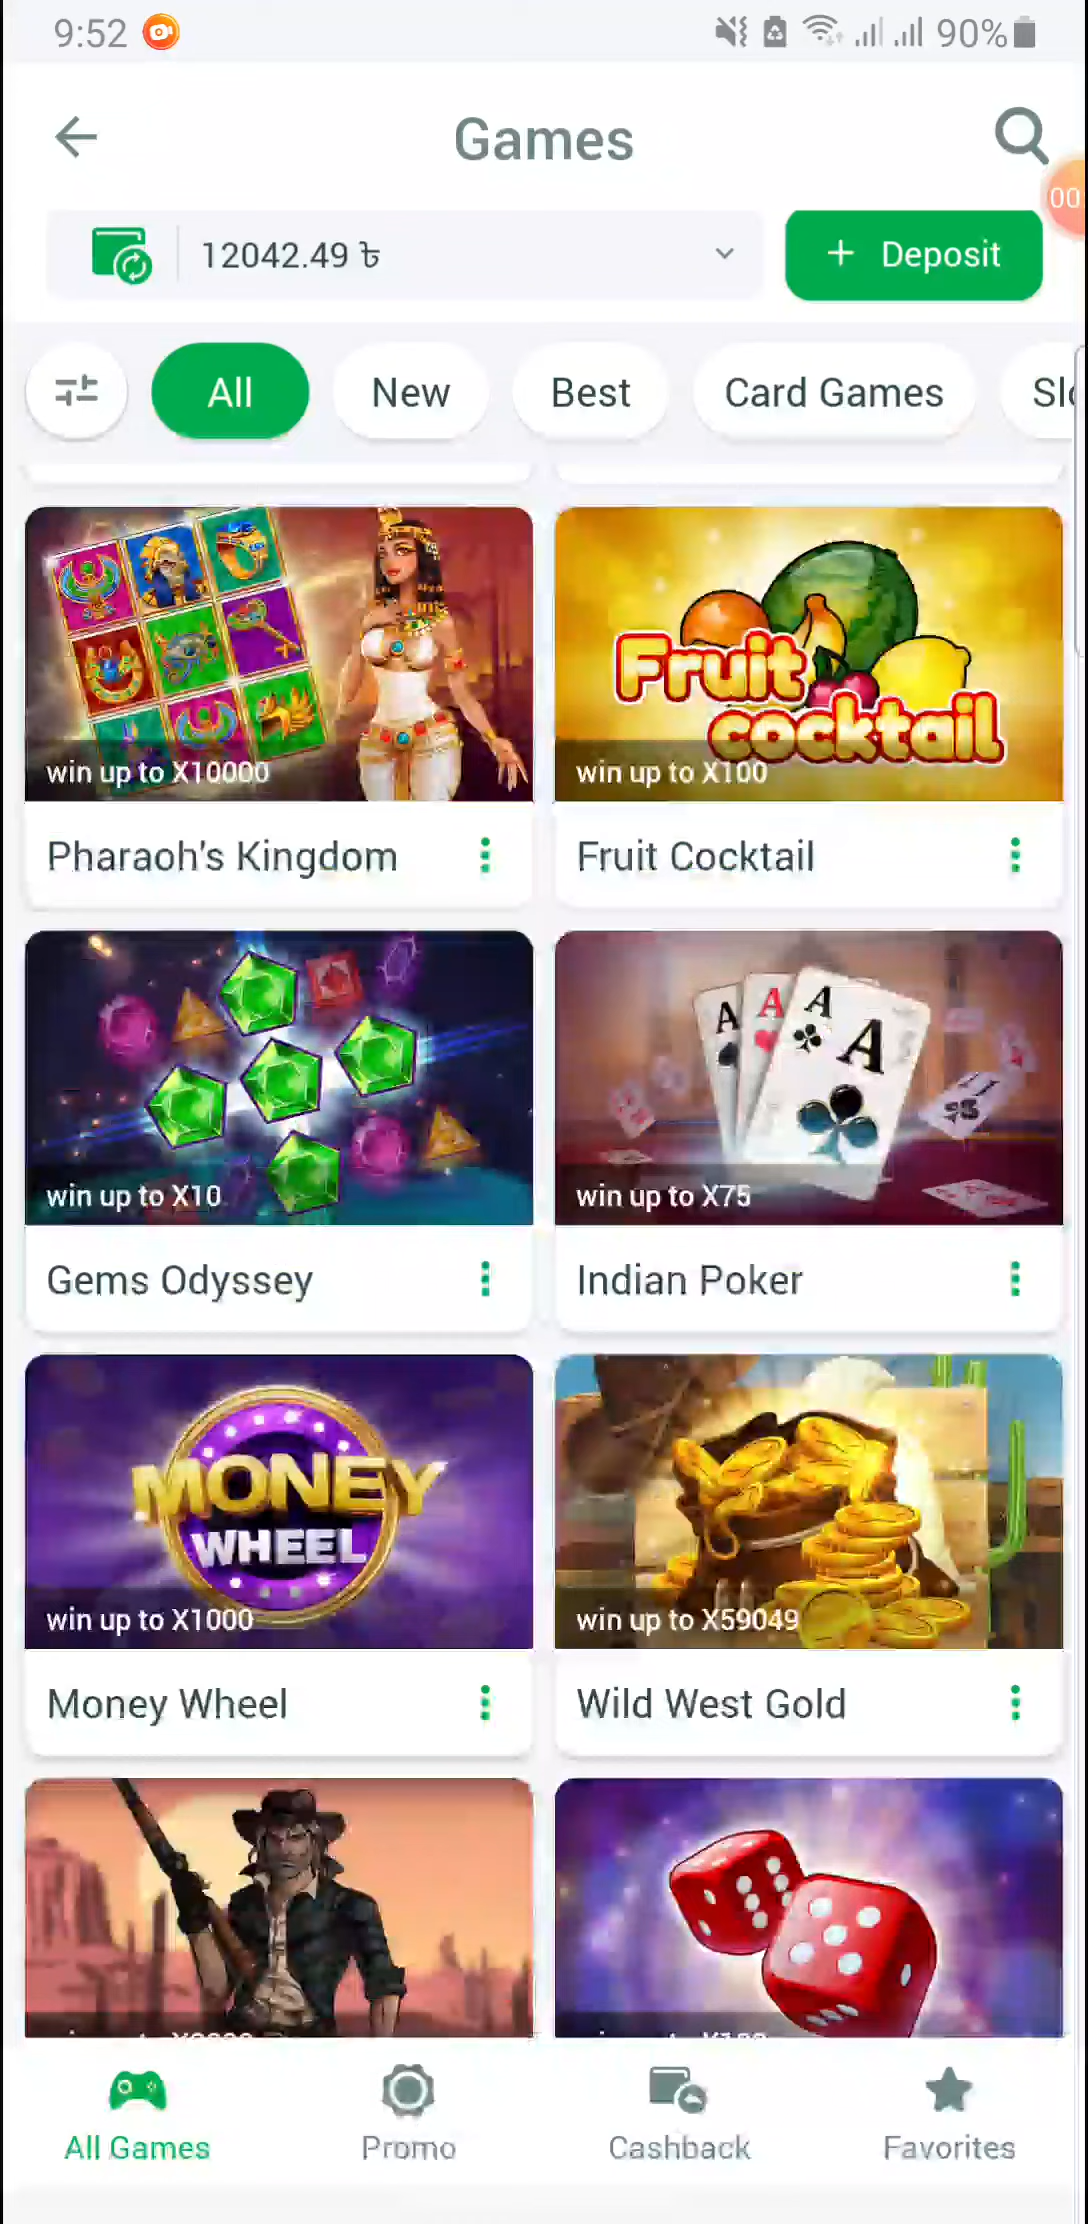 9:52
90%
Games
00
12042.49 ৳
+ Deposit
All
New
Best
Card Games
win up to X10000
Fruit cocktail
win up to X100
Pharaoh's Kingdom
Fruit Cocktail
win up to X10
A A A A
win up to X75
Gems Odyssey
Indian Poker
MONEY
WHEEL
win up to X1000
win up to X59049
Money Wheel
Wild West Gold
All Games
Promo
Cashback
Favorites